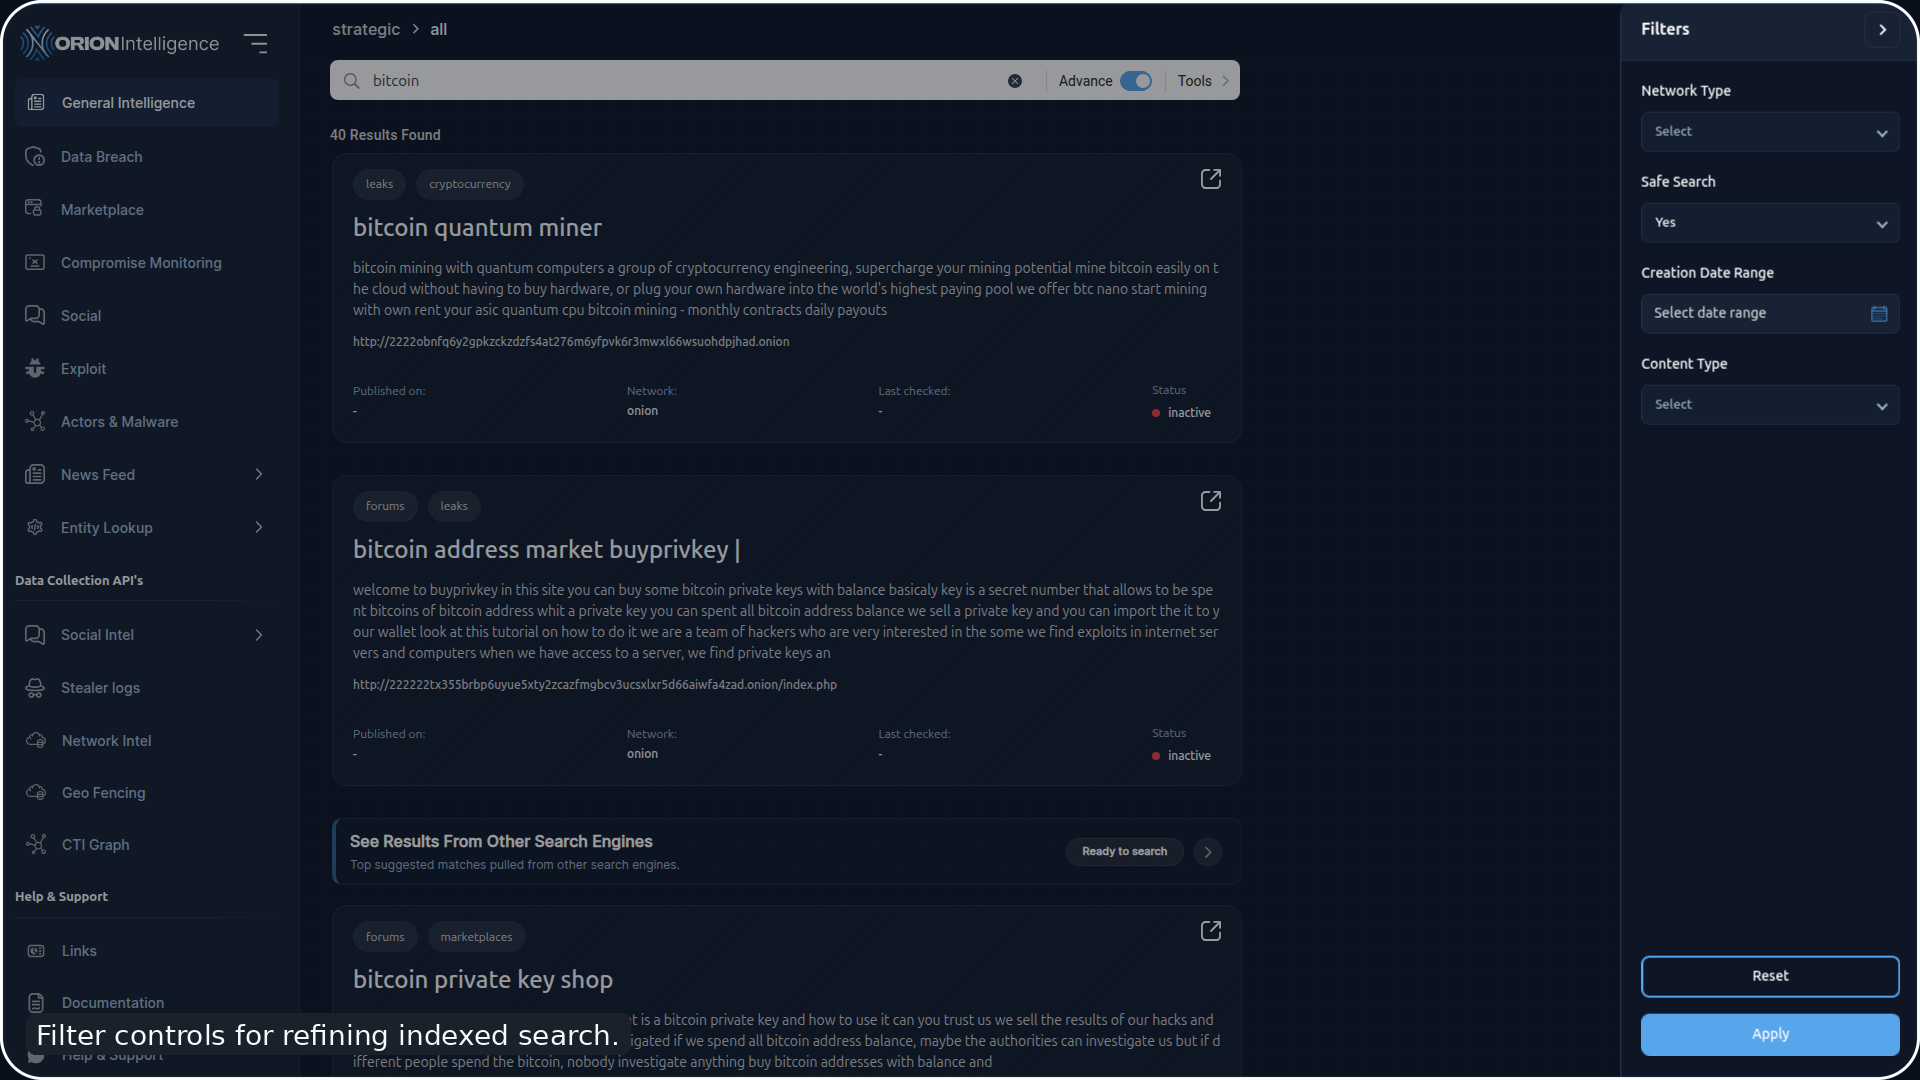 ORIONIntelligence
General Intelligence
Data Breach
Marketplace
Compromise Monitoring
Social
Exploit
Actors & Malware
News Feed
Entity Lookup
Data Collection API's
Social Intel
Stealer logs
Network Intel
Geo Fencing
CTI Graph
Help & Support
Links
Documentation
Help & Support
strategic > all
bitcoin
Advance
Tools
40 Results Found
leaks cryptocurrency
bitcoin quantum miner
bitcoin mining with quantum computers a group of cryptocurrency engineering, supercharge your mining potential mine bitcoin easily on t
he cloud without having to buy hardware, or plug your own hardware into the world's highest paying pool we offer btc nano start mining
with own rent your asic quantum cpu bitcoin mining - monthly contracts daily payouts
http://2222obnfq6y2gpkzckzdzfs4at276m6yfpvk6r3mwxl66wsuohdpjhad.onion
Published on: Network: Last checked: Status
- onion - inactive
forums leaks
bitcoin address market buyprivkey |
welcome to buyprivkey in this site you can buy some bitcoin private keys with balance basicaly key is a secret number that allows to be spe
nt bitcoins of bitcoin address whit a private key you can spent all bitcoin address balance we sell a private key and you can import the it to y
our wallet look at this tutorial on how to do it we are a team of hackers who are very interested in the some we find exploits in internet ser
vers and computers when we have access to a server, we find private keys an
http://222222tx355brbp6uyue5xty2zcazfmgbcv3ucsxlxr5d66aiwfa4zad.onion/index.php
Published on: Network: Last checked: Status
- onion - inactive
See Results From Other Search Engines
Top suggested matches pulled from other search engines.
Ready to search
forums marketplaces
bitcoin private key shop
t is a bitcoin private key and how to use it can you trust us we sell the results of our hacks and
igated if we spend all bitcoin address balance, maybe the authorities can investigate us but if d
ifferent people spend the bitcoin, nobody investigate anything buy bitcoin addresses with balance and
Filters
Network Type
Select
Safe Search
Yes
Creation Date Range
Select date range
Content Type
Select
Reset
Apply
Filter controls for refining indexed search.